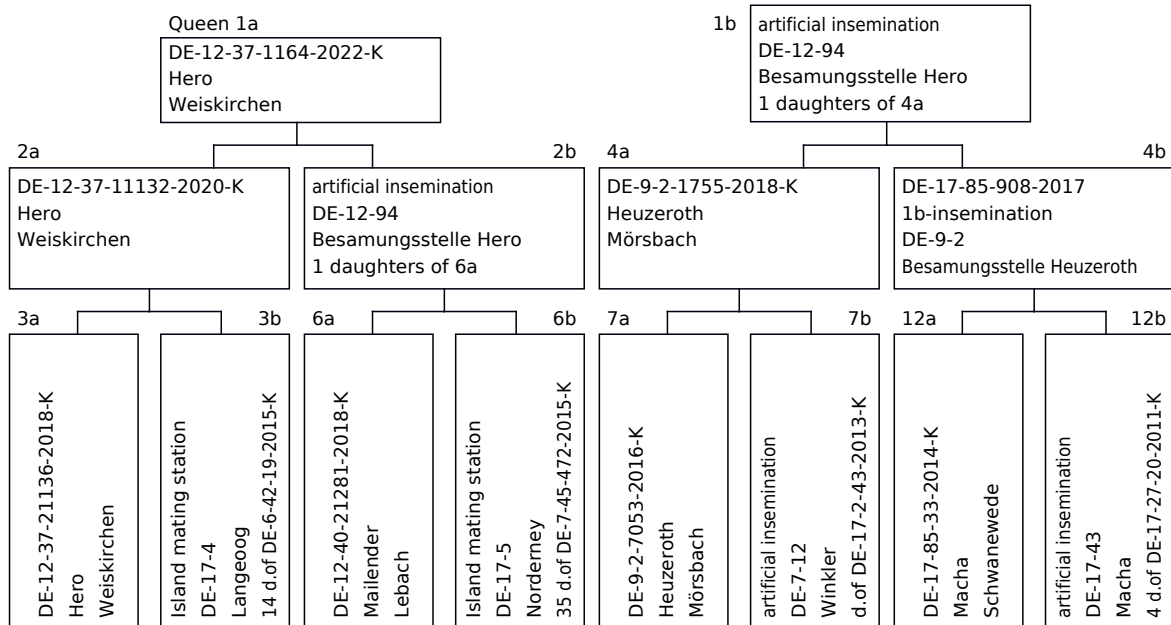 Queen 1a
DE-12-37-1164-2022-K
Hero
Weiskirchen
1b
artificial insemination
DE-12-94
Besamungsstelle Hero
1 daughters of 4a
2a
DE-12-37-11132-2020-K
Hero
Weiskirchen
2b
artificial insemination
DE-12-94
Besamungsstelle Hero
1 daughters of 6a
4a
DE-9-2-1755-2018-K
Heuzeroth
Mörsbach
4b
DE-17-85-908-2017
1b-insemination
DE-9-2
Besamungsstelle Heuzeroth
3a
DE-12-37-21136-2018-K
Hero
Weiskirchen
3b
Island mating station
DE-17-4
Langeoog
14 d.of DE-6-42-19-2015-K
6a
DE-12-40-21281-2018-K
Mailender
Lebach
6b
Island mating station
DE-17-5
Norderney
35 d.of DE-7-45-472-2015-K
7a
DE-9-2-7053-2016-K
Heuzeroth
Mörsbach
7b
artificial insemination
DE-7-12
Winkler
d.of DE-17-2-43-2013-K
12a
DE-17-85-33-2014-K
Macha
Schwanewede
12b
artificial insemination
DE-17-43
Macha
4 d.of DE-17-27-20-2011-K